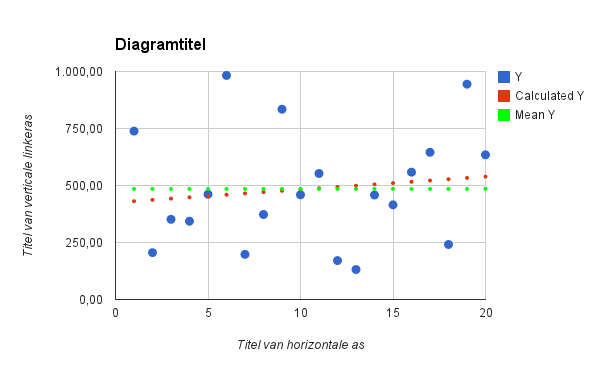 Diagramtitel
1.000,00
750,00
500,00
250,00
0,00
0
5
10
15
20
Titel van verticale linkeras
Titel van horizontale as
Y
Calculated Y
Mean Y